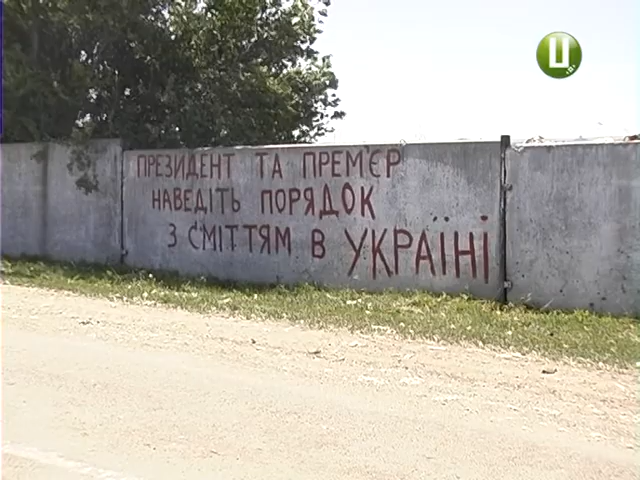 Ц
ПРЕЗИДЕНТ ТА ПРЕМ'ЄР
НАВЕДІТЬ ПОРЯДОК
З СМІТТЯМ В УКРАЇНІ